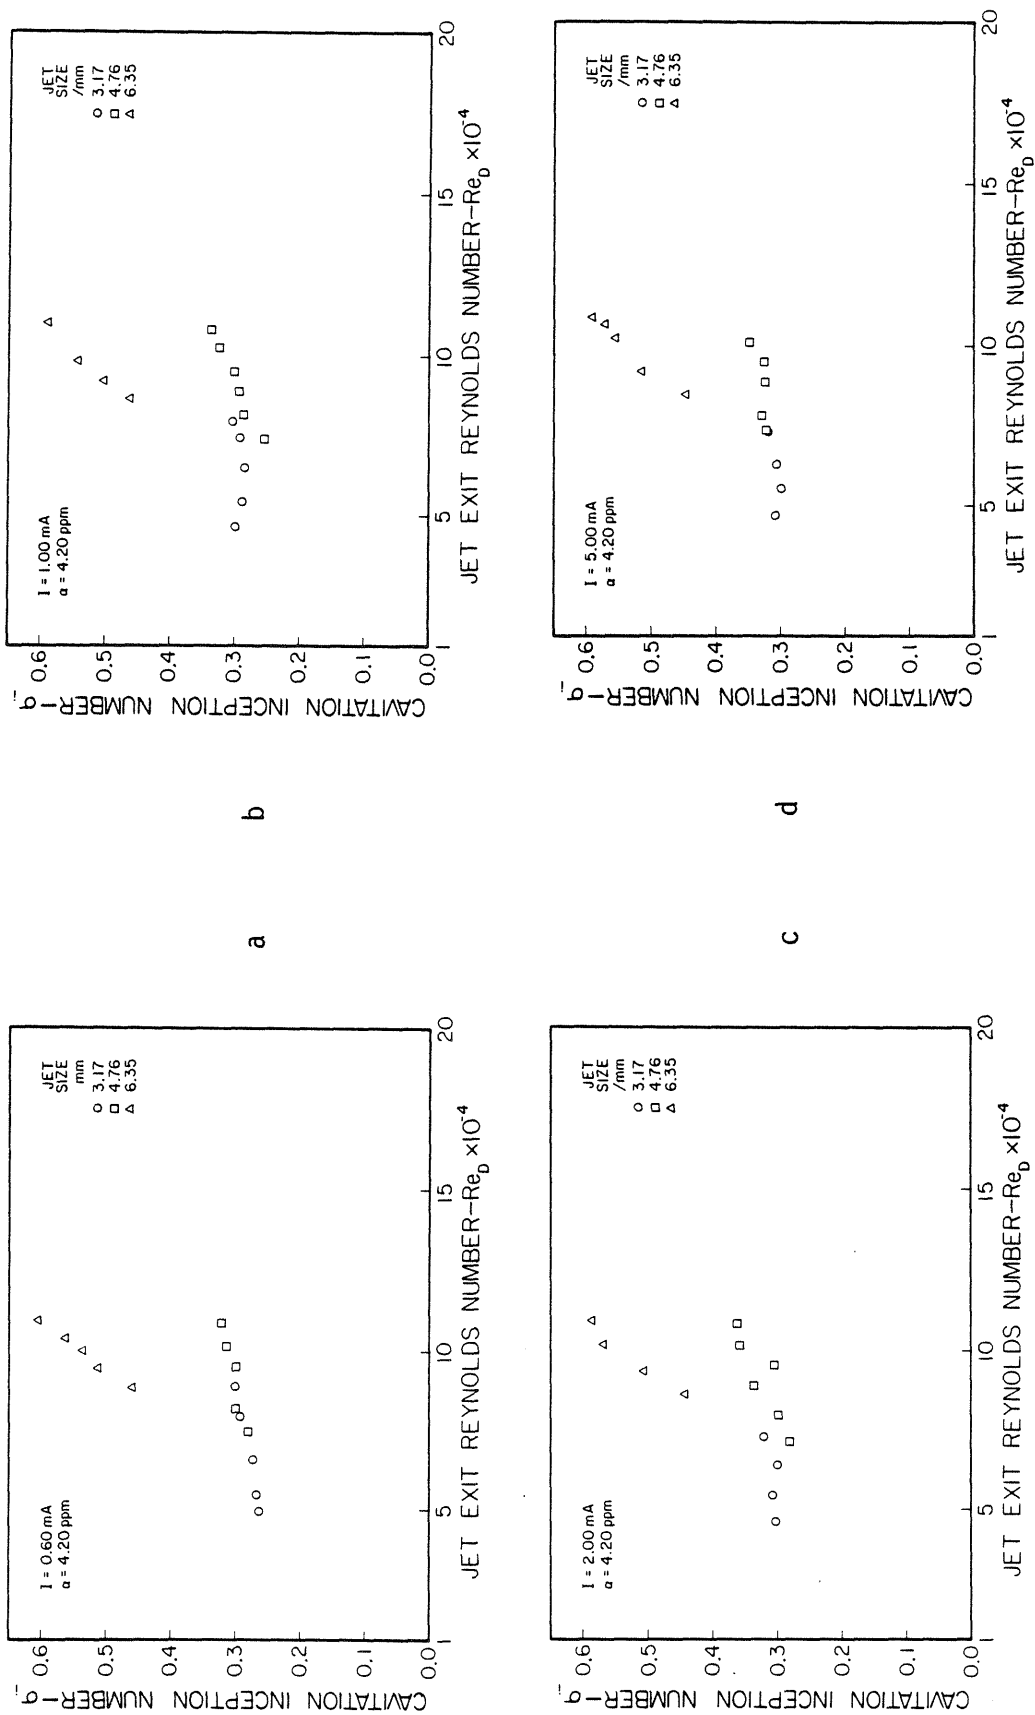 I = 0.60 mA
α = 4.20 ppm
JET
SIZE
mm
○ 3.17
□ 4.76
△ 6.35
0.6
0.5
0.4
0.3
0.2
0.1
0.0
CAVITATION INCEPTION NUMBER-σi
1 5 10 15 20
JET EXIT REYNOLDS NUMBER-ReD ×10-4
a
I = 1.00 mA
α = 4.20 ppm
JET
SIZE
/mm
○ 3.17
□ 4.76
△ 6.35
0.6
0.5
0.4
0.3
0.2
0.1
0.0
CAVITATION INCEPTION NUMBER-σi
1 5 10 15 20
JET EXIT REYNOLDS NUMBER-ReD ×10-4
b
I = 2.00 mA
α = 4.20 ppm
JET
SIZE
/mm
○ 3.17
□ 4.76
△ 6.35
0.6
0.5
0.4
0.3
0.2
0.1
0.0
CAVITATION INCEPTION NUMBER-σi
1 5 10 15 20
JET EXIT REYNOLDS NUMBER-ReD ×10-4
c
I = 5.00 mA
α = 4.20 ppm
JET
SIZE
/mm
○ 3.17
□ 4.76
△ 6.35
0.6
0.5
0.4
0.3
0.2
0.1
0.0
CAVITATION INCEPTION NUMBER-σi
1 5 10 15 20
JET EXIT REYNOLDS NUMBER-ReD ×10-4
d